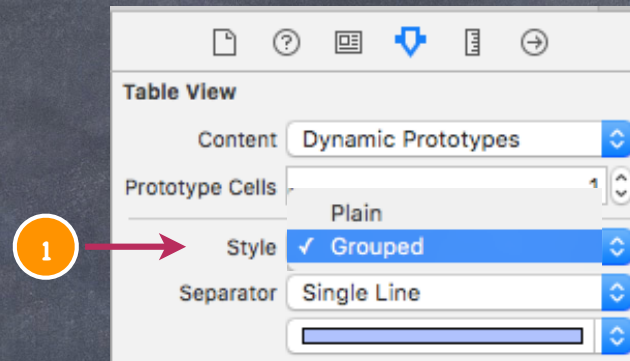 Table View
Content Dynamic Prototypes
Prototype Cells 1
Plain
1 Style ✓ Grouped
Separator Single Line